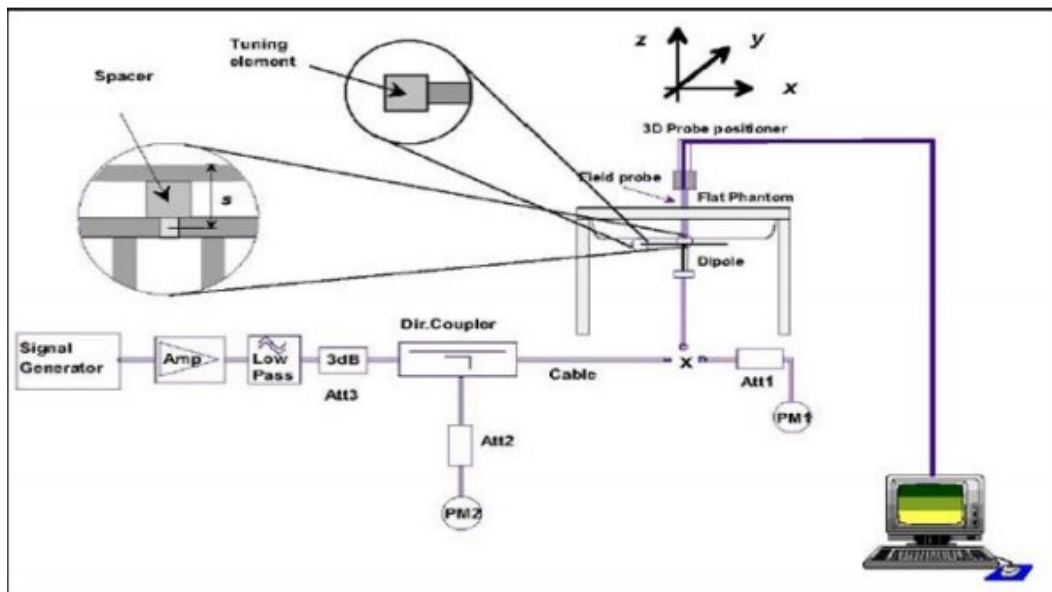 Tuning
element
Spacer
s
z
y
x
3D Probe positioner
Field probe
Flat Phantom
Dipole
Dir.Coupler
Signal
Generator
Amp
Low
Pass
3dB
Att3
Cable
x
Att1
PM1
Att2
PM2